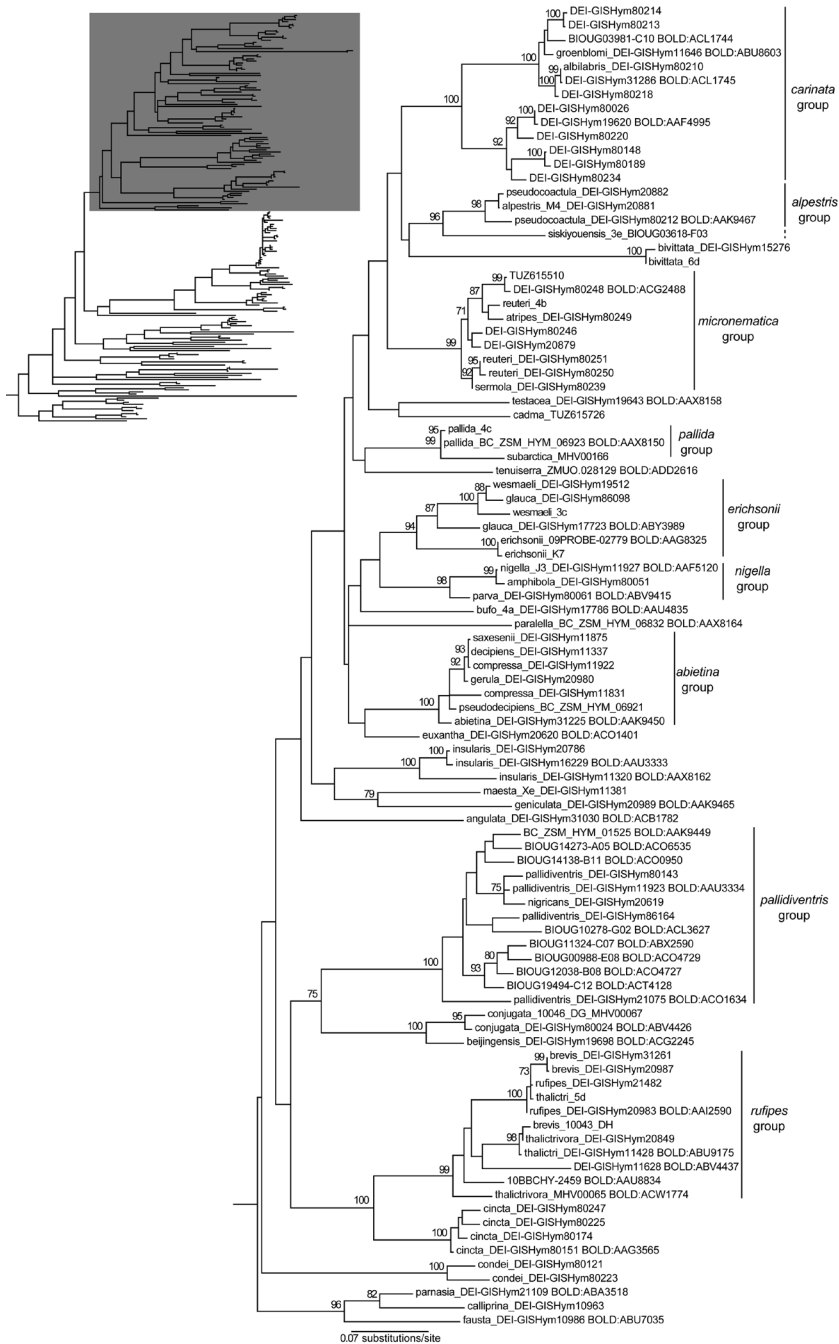 DEI-GISHym80214
DEI-GISHym80213
BIOUG03981-C10 BOLD:ACL1744
100
groenblomi_DEI-GISHym11646 BOLD:ABU8603
albilabris_DEI-GISHym80210
99
100
DEI-GISHym31286 BOLD:ACL1745
DEI-GISHym80218
100
carinata
group
DEI-GISHym80026
100
92
DEI-GISHym19620 BOLD:AAF4995
DEI-GISHym80220
92
DEI-GISHym80148
100
DEI-GISHym80189
DEI-GISHym80234
pseudocoactula_DEI-GISHym20882
98
alpestris_M4_DEI-GISHym20881
96
pseudocoactula_DEI-GISHym80212 BOLD:AAK9467
siskiyouensis_3e_BIOUG03618-F03
alpestris
group
bivittata_DEI-GISHym15276
100
bivittata_6d
TUZ615510
99
DEI-GISHym80248 BOLD:ACG2488
87
reuteri_4b
71
atripes_DEI-GISHym80249
DEI-GISHym80246
99
DEI-GISHym20879
reuteri_DEI-GISHym80251
95
92
reuteri_DEI-GISHym80250
sermola_DEI-GISHym80239
micronematica
group
testacea_DEI-GISHym19643 BOLD:AAX8158
cadma_TUZ615726
pallida_4c
95
99
pallida_BC_ZSM_HYM_06923 BOLD:AAX8150
subarctica_MHV00166
pallida
group
tenuiserra_ZMUO.028129 BOLD:ADD2616
wesmaeli_DEI-GISHym19512
88
100
glauca_DEI-GISHym86098
87
wesmaeli_3c
94
glauca_DEI-GISHym17723 BOLD:ABY3989
erichsonii_09PROBE-02779 BOLD:AAG8325
100
erichsonii_K7
erichsonii
group
nigella_J3_DEI-GISHym11927 BOLD:AAF5120
99
98
amphibola_DEI-GISHym80051
parva_DEI-GISHym80061 BOLD:ABV9415
nigella
group
bufo_4a_DEI-GISHym17786 BOLD:AAU4835
paralella_BC_ZSM_HYM_06832 BOLD:AAX8164
saxesenii_DEI-GISHym11875
93
decipiens_DEI-GISHym11337
92
compressa_DEI-GISHym11922
gerula_DEI-GISHym20980
compressa_DEI-GISHym11831
100
pseudodecipiens_BC_ZSM_HYM_06921
abietina_DEI-GISHym31225 BOLD:AAK9450
abietina
group
euxantha_DEI-GISHym20620 BOLD:ACO1401
insularis_DEI-GISHym20786
100
100
insularis_DEI-GISHym16229 BOLD:AAU3333
insularis_DEI-GISHym11320 BOLD:AAX8162
maesta_Xe_DEI-GISHym11381
79
geniculata_DEI-GISHym20989 BOLD:AAK9465
angulata_DEI-GISHym31030 BOLD:ACB1782
BC_ZSM_HYM_01525 BOLD:AAK9449
BIOUG14273-A05 BOLD:ACO6535
BIOUG14138-B11 BOLD:ACO0950
pallidiventris_DEI-GISHym80143
75
pallidiventris_DEI-GISHym11923 BOLD:AAU3334
nigricans_DEI-GISHym20619
pallidiventris_DEI-GISHym86164
BIOUG10278-G02 BOLD:ACL3627
BIOUG11324-C07 BOLD:ABX2590
80
100
BIOUG00988-E08 BOLD:ACO4729
93
BIOUG12038-B08 BOLD:ACO4727
75
BIOUG19494-C12 BOLD:ACT4128
pallidiventris_DEI-GISHym21075 BOLD:ACO1634
pallidiventris
group
conjugata_10046_DG_MHV00067
95
100
conjugata_DEI-GISHym80024 BOLD:ABV4426
beijingensis_DEI-GISHym19698 BOLD:ACG2245
brevis_DEI-GISHym31261
99
73
brevis_DEI-GISHym20987
rufipes_DEI-GISHym21482
100
thalictri_5d
rufipes_DEI-GISHym20983 BOLD:AAI2590
brevis_10043_DH
98
thalictrivora_DEI-GISHym20849
thalictri_DEI-GISHym11428 BOLD:ABU9175
99
DEI-GISHym11628 BOLD:ABV4437
10BBCHY-2459 BOLD:AAU8834
thalictrivora_MHV00065 BOLD:ACW1774
rufipes
group
100
cincta_DEI-GISHym80247
cincta_DEI-GISHym80225
100
cincta_DEI-GISHym80174
cincta_DEI-GISHym80151 BOLD:AAG3565
condei_DEI-GISHym80121
100
condei_DEI-GISHym80223
parnasia_DEI-GISHym21109 BOLD:ABA3518
82
96
calliprina_DEI-GISHym10963
fausta_DEI-GISHym10986 BOLD:ABU7035
0.07 substitutions/site